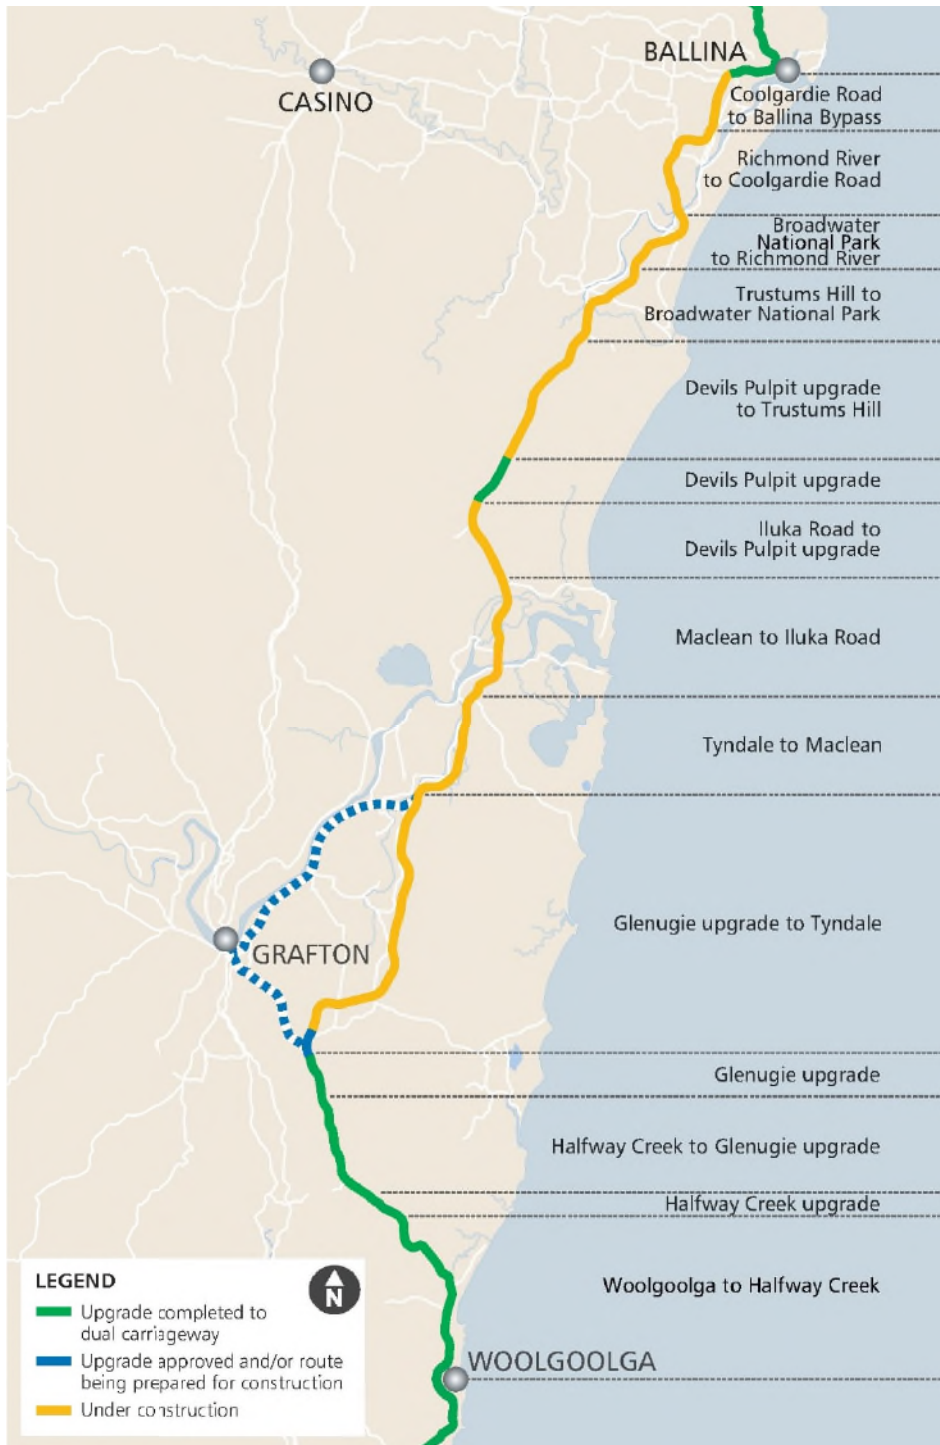 BALLINA
CASINO
Coolgardie Road
to Ballina Bypass
Richmond River
to Coolgardie Road
Broadwater
National Park
to Richmond River
Trustums Hill to
Broadwater National Park
Devils Pulpit upgrade
to Trustums Hill
Devils Pulpit upgrade
Iluka Road to
Devils Pulpit upgrade
Maclean to Iluka Road
Tyndale to Maclean
Glenugie upgrade to Tyndale
GRAFTON
Glenugie upgrade
Halfway Creek to Glenugie upgrade
Halfway Creek upgrade
Woolgoolga to Halfway Creek
WOOLGOOLGA
LEGEND
N
Upgrade completed to
dual carriageway
Upgrade approved and/or route
being prepared for construction
Under construction